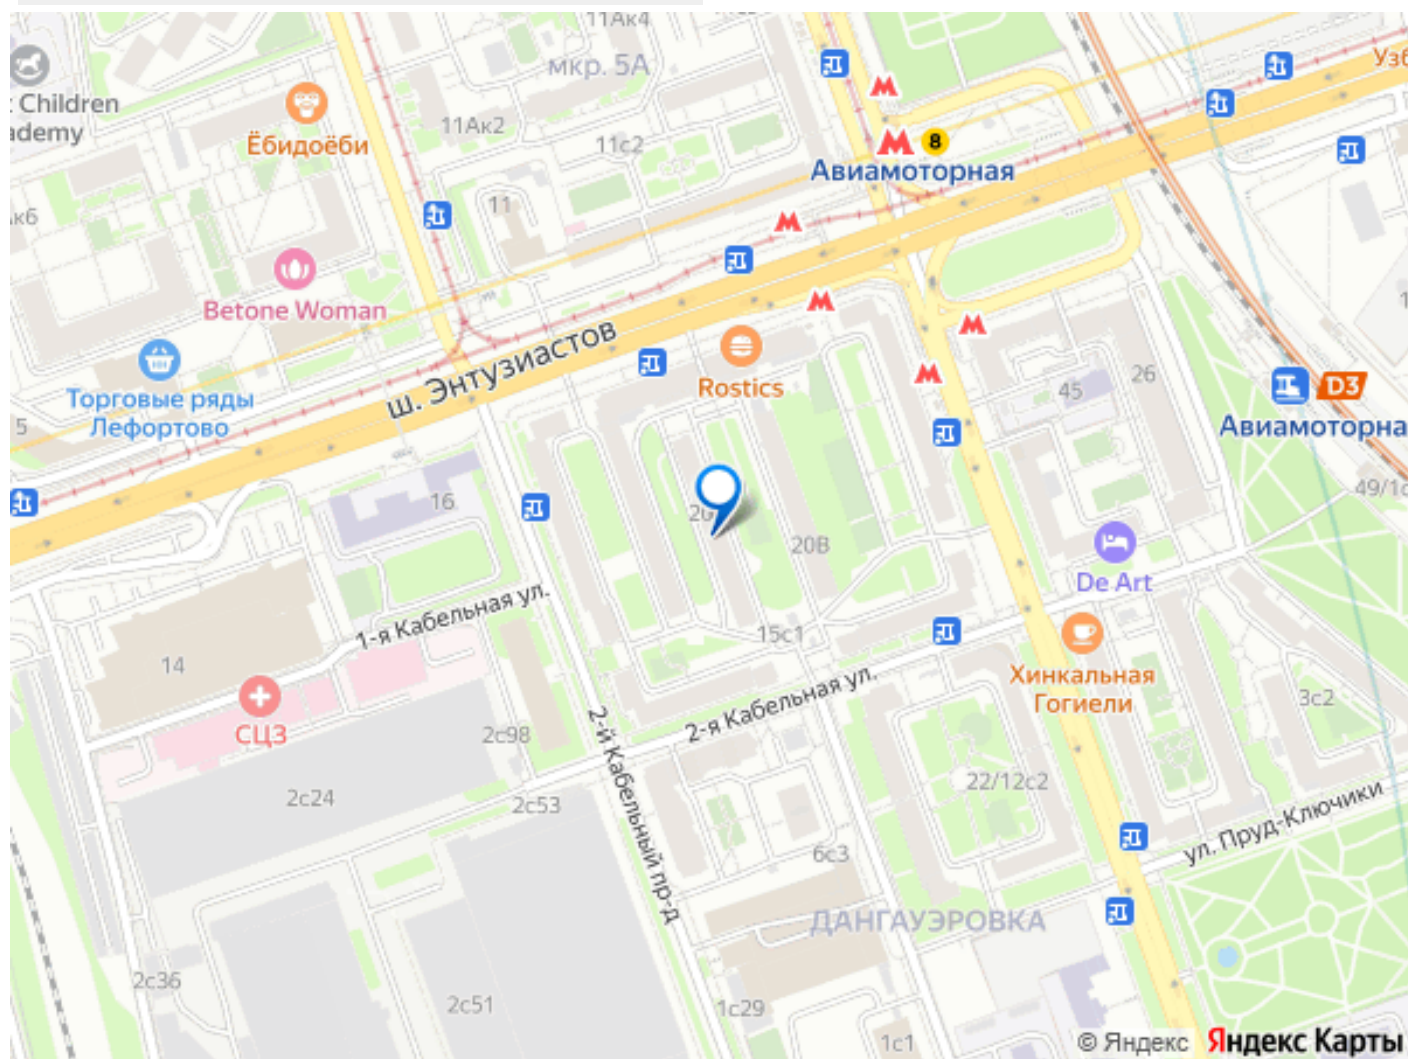 11Ак4
мкр. 5А
Узб
: Children
ademy
Ёбидоёби
11Ак2
11с2
8
Авиамоторная
11
Betone Woman
ш. Энтузиастов
Торговые ряды
Лефортово
5
Rostics
45
26
D3
Авиамоторна
16
49/1с
20В
De Art
1-я Кабельная ул.
15с1
14
Хинкальная
Гогиели
СЦЗ
2-я Кабельная ул.
3с2
2с98
2-й Кабельный пр-д
2с24
2с53
22/12с2
ул. Пруд-Ключики
6с3
ДАНГАУЭРОВКА
2с36
2с51
1с29
1с1
© Яндекс Яндекс Карты